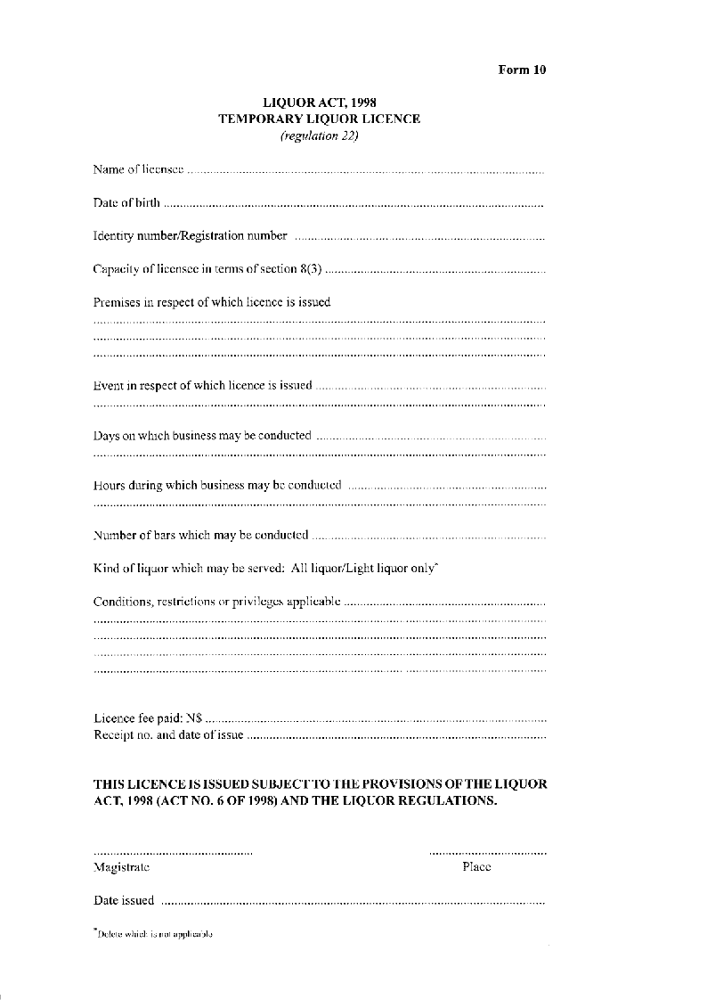 Form 10
LIQUOR ACT, 1998
TEMPORARY LIQUOR LICENCE
(regulation 22)
Name of licensee ..........
Date of birth ..........
Identity number/Registration number ..........
Capacity of licensee in terms of section 8(3) ..........
Premises in respect of which licence is issued
..........
..........
..........
Event in respect of which licence is issued ..........
..........
Days on which business may be conducted ..........
..........
Hours during which business may be conducted ..........
..........
Number of bars which may be conducted ..........
Kind of liquor which may be served: All liquor/Light liquor only*
Conditions, restrictions or privileges applicable ..........
..........
..........
..........
..........
Licence fee paid: N$ ..........
Receipt no. and date of issue ..........
THIS LICENCE IS ISSUED SUBJECT TO THE PROVISIONS OF THE LIQUOR
ACT, 1998 (ACT NO. 6 OF 1998) AND THE LIQUOR REGULATIONS.
.......... ..........
Magistrate Place
Date issued ..........
*Delete which is not applicable